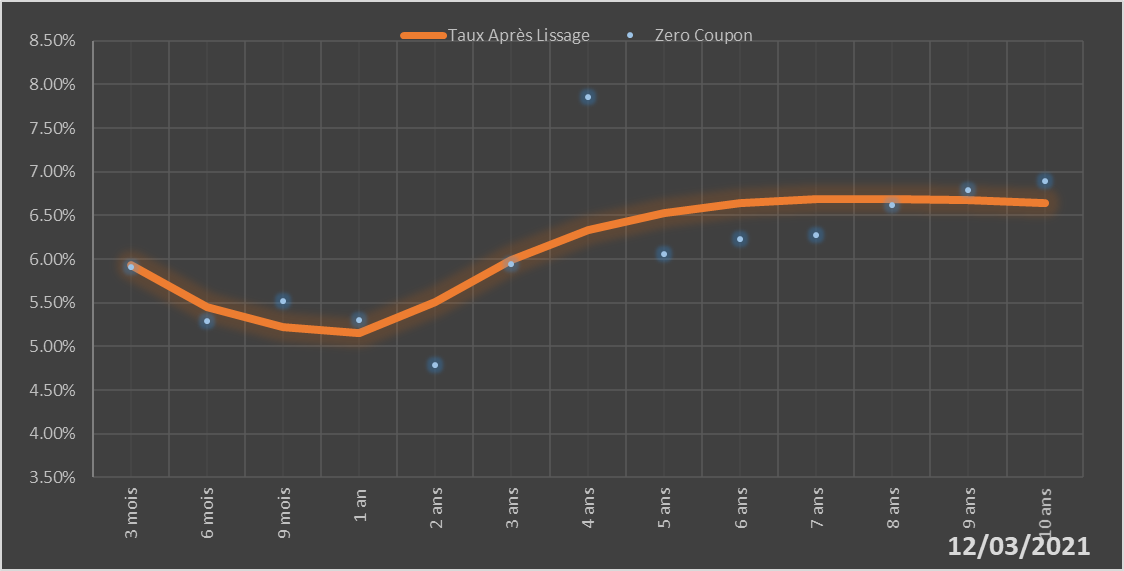 Taux Après Lissage
Zero Coupon
8.50%
8.00%
7.50%
7.00%
6.50%
6.00%
5.50%
5.00%
4.50%
4.00%
3.50%
3 mois
6 mois
9 mois
1 an
2 ans
3 ans
4 ans
5 ans
6 ans
7 ans
8 ans
9 ans
10 ans
12/03/2021